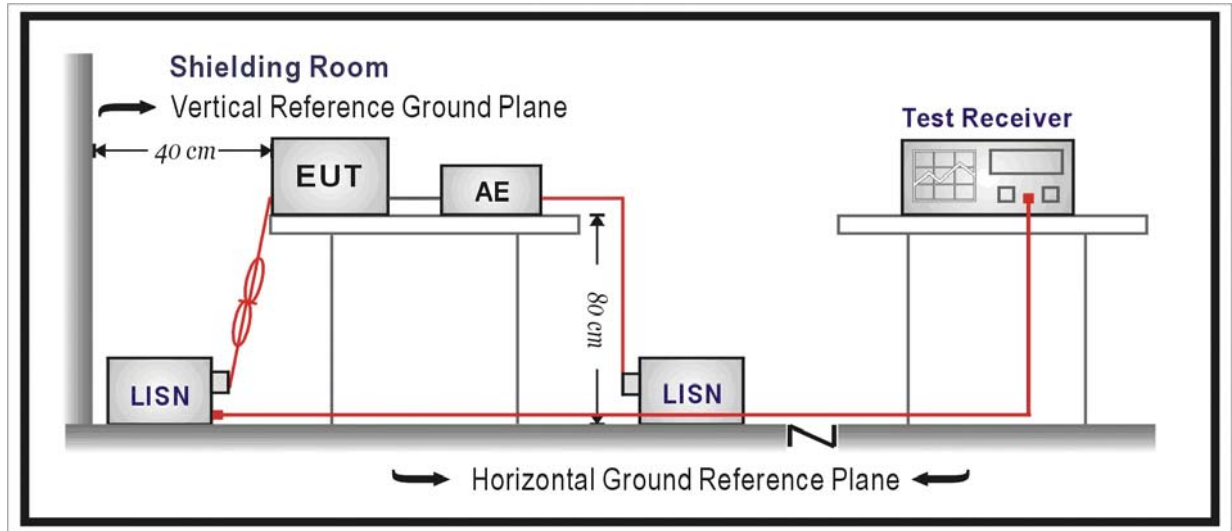 Shielding Room
Vertical Reference Ground Plane
40 cm
EUT
AE
Test Receiver
80 cm
LISN
LISN
Horizontal Ground Reference Plane